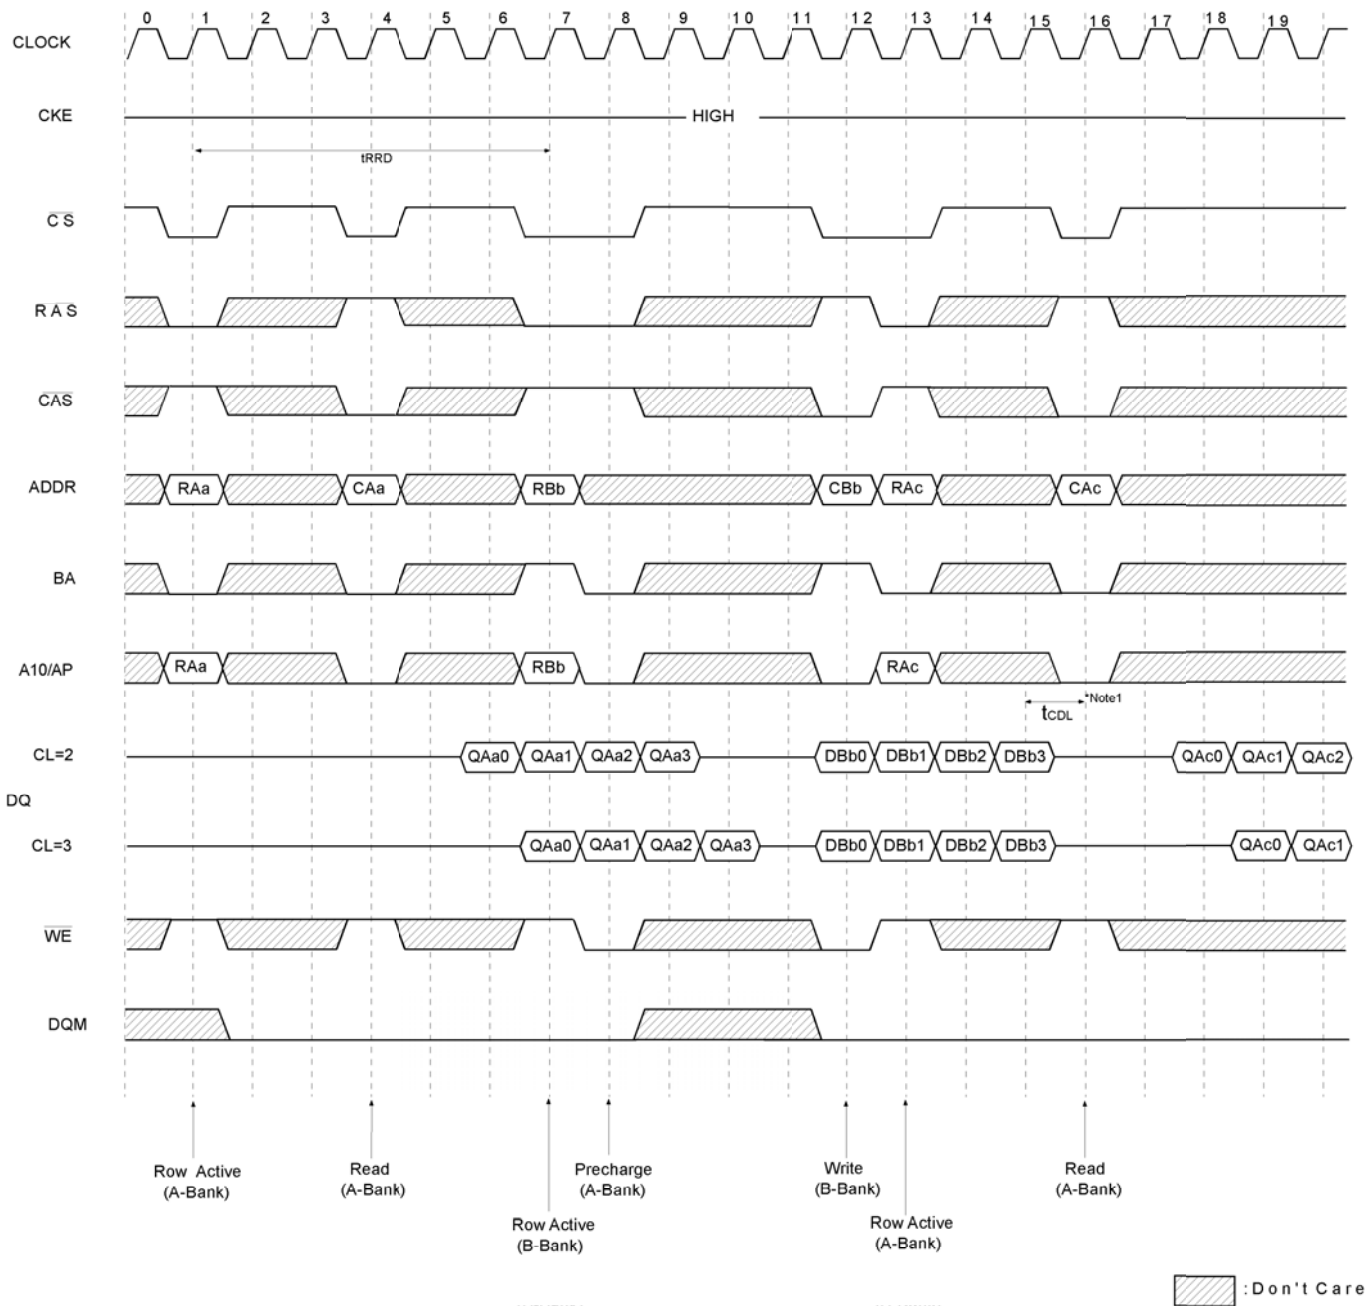 0 1 2 3 4 5 6 7 8 9 10 11 12 13 14 15 16 17 18 19
CLOCK
CKE HIGH
tRRD
CS
RAS
CAS
ADDR RAa CAa RBb CBb RAc CAc
BA
A10/AP RAa RBb RAc
tCDL *Note1
CL=2 QAa0 QAa1 QAa2 QAa3 DBb0 DBb1 DBb2 DBb3 QAc0 QAc1 QAc2
DQ
CL=3 QAa0 QAa1 QAa2 QAa3 DBb0 DBb1 DBb2 DBb3 QAc0 QAc1
WE
DQM
Row Active
(A-Bank)
Read
(A-Bank)
Row Active
(B-Bank)
Precharge
(A-Bank)
Write
(B-Bank)
Row Active
(A-Bank)
Read
(A-Bank)
:Don't Care